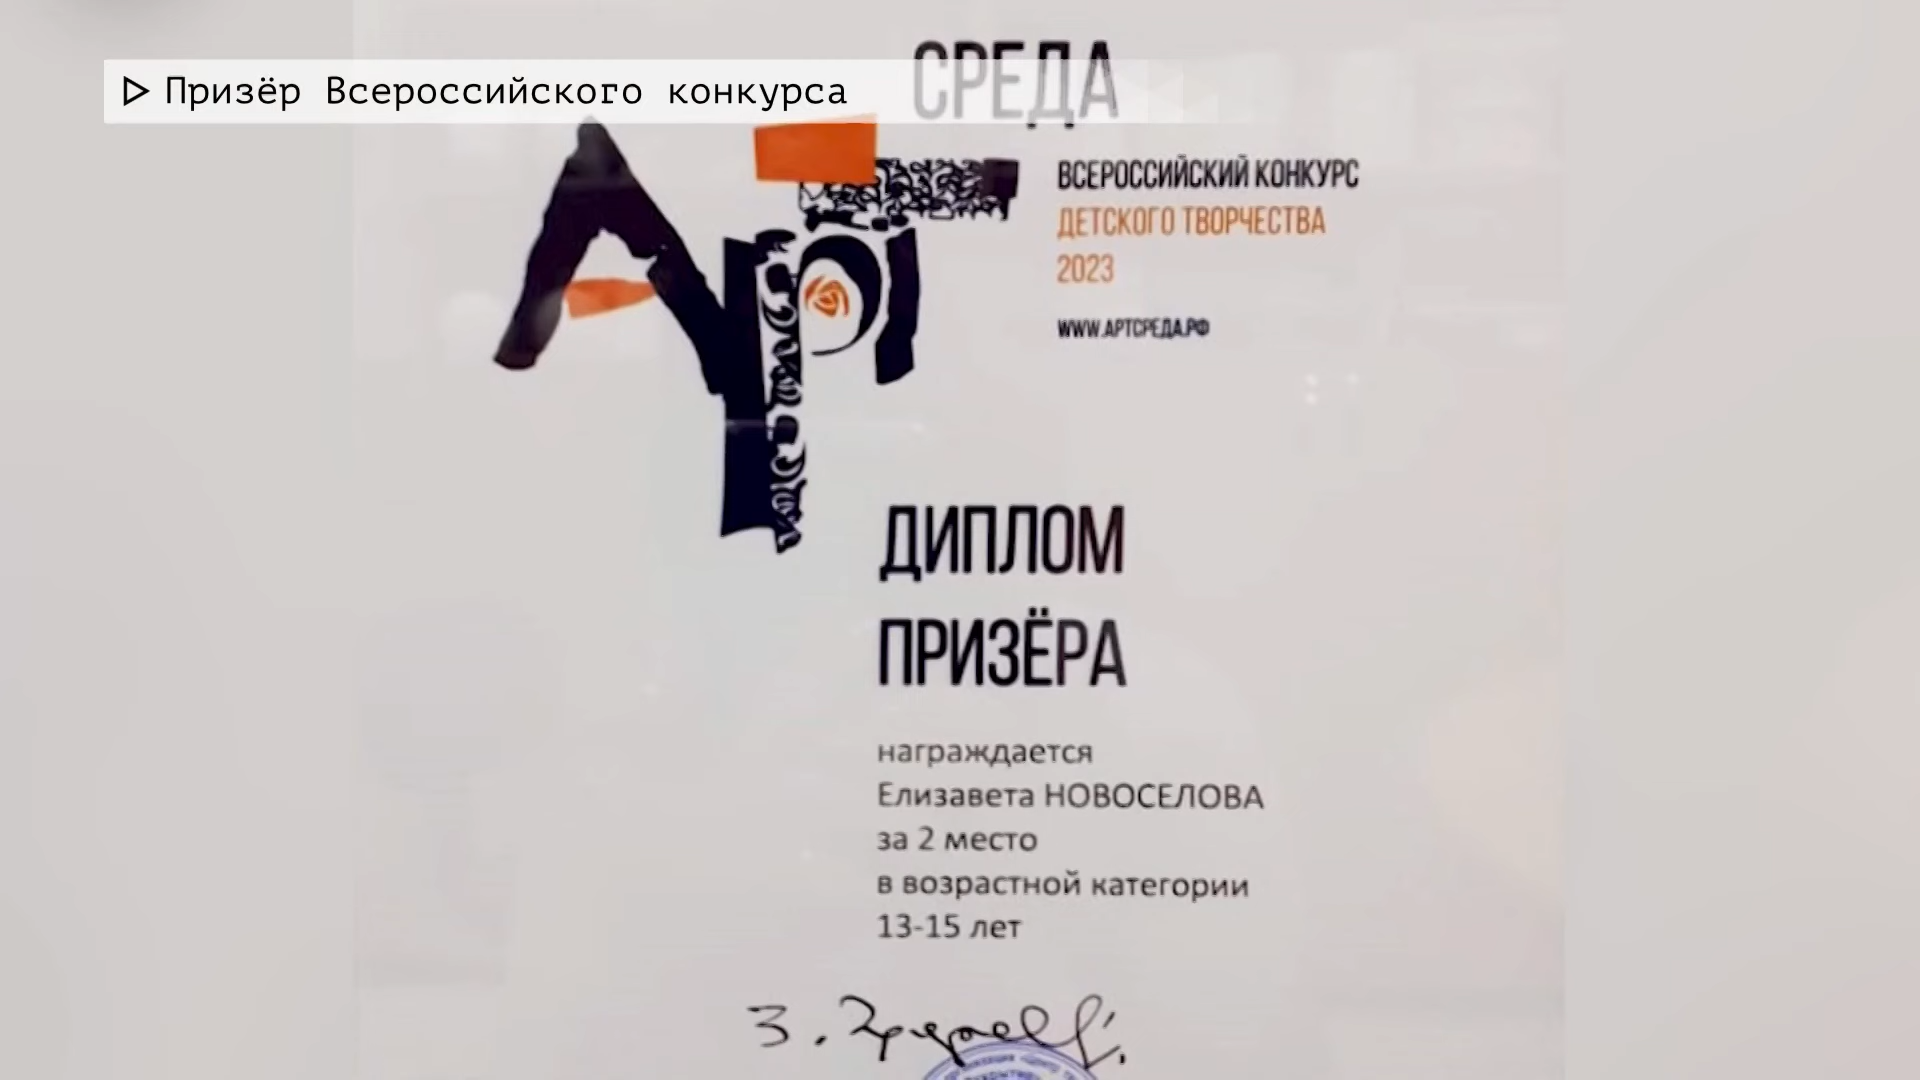 Призёр Всероссийского конкурса
СРЕДА
Арт
ВСЕРОССИЙСКИЙ КОНКУРС
ДЕТСКОГО ТВОРЧЕСТВА
2023
WWW.АРТСРЕДА.РФ
ДИПЛОМ
ПРИЗЁРА
награждается
Елизавета НОВОСЕЛОВА
за 2 место
в возрастной категории
13-15 лет